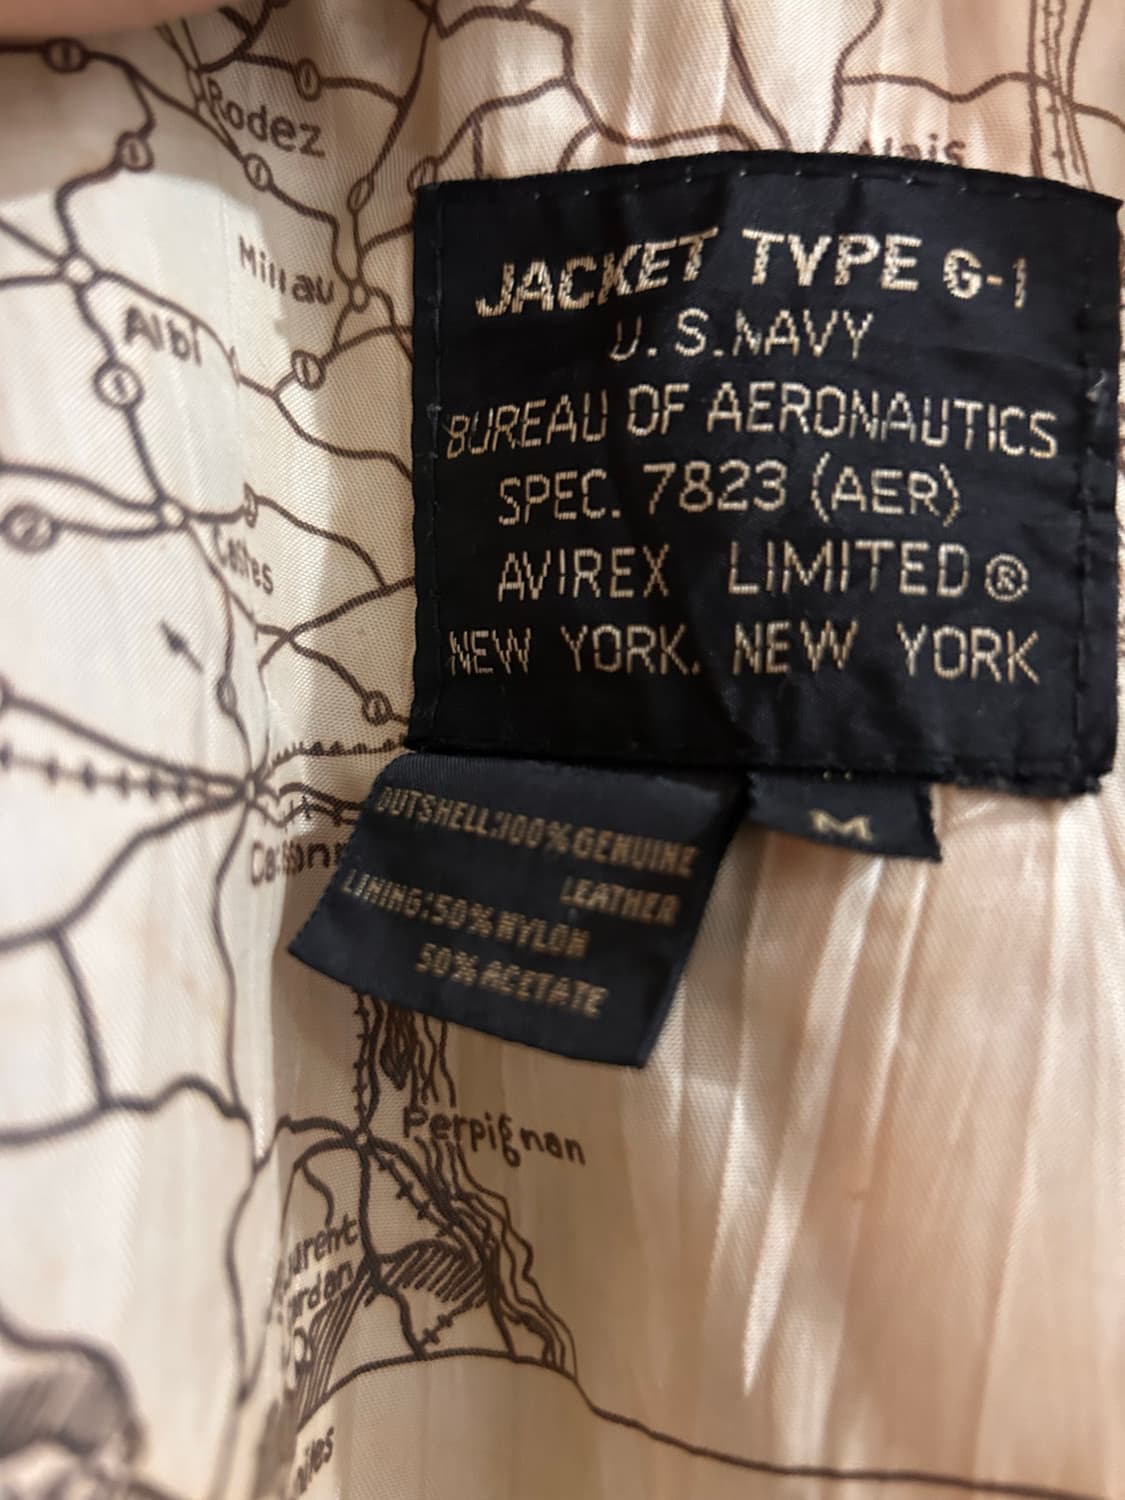 Rodez
Alais
Millau
Albi
JACKET TYPE G-1
U.S.NAVY
BUREAU OF AERONAUTICS
SPEC. 7823 (AER)
AVIREX LIMITED®
NEW YORK. NEW YORK
M
OUTSHELL:100%GENUINE
LEATHER
LINING:50%NYLON
50%ACETATE
Perpignan